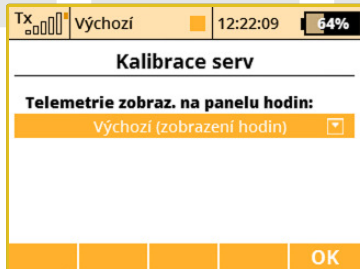 Tx Výchozí 12:22:09 64%
Kalibrace serv
Telemetrie zobraz. na panelu hodin:
Výchozí (zobrazení hodin)
OK